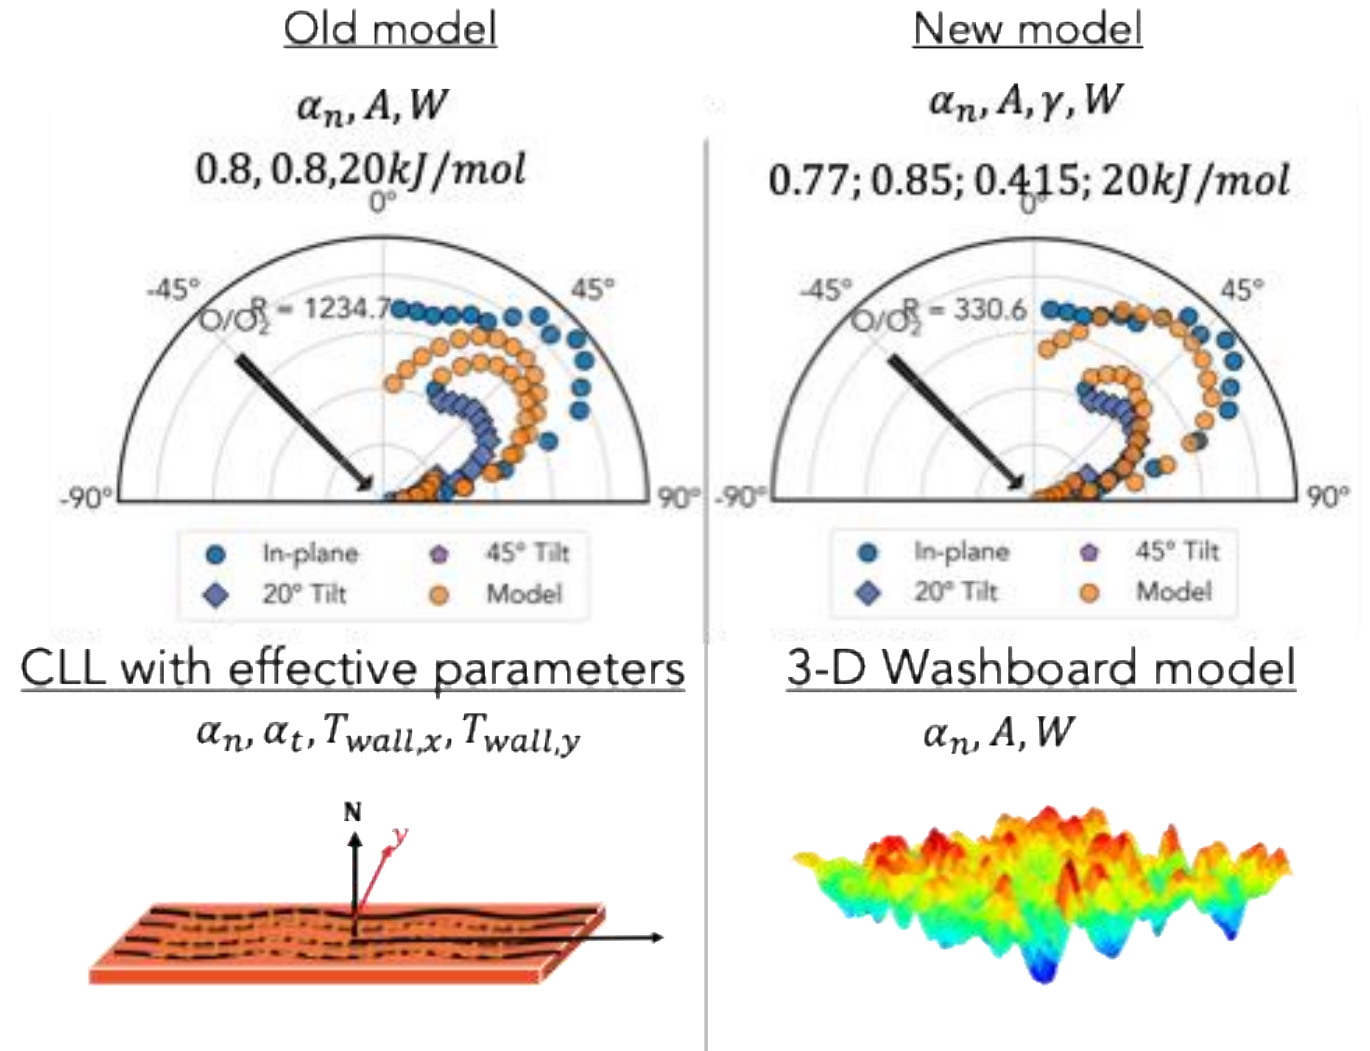 Old model
αn, A, W
0.8, 0.8,20kJ/mol
0°
-45°
45°
O/O2
R = 1234.7
-90°
90°
In-plane
45° Tilt
20° Tilt
Model
New model
αn, A, γ, W
0.77; 0.85; 0.415; 20kJ/mol
0°
-45°
45°
O/O2
R = 330.6
-90°
90°
In-plane
45° Tilt
20° Tilt
Model
CLL with effective parameters
αn, αt, Twall,x, Twall,y
N
y
3-D Washboard model
αn, A, W